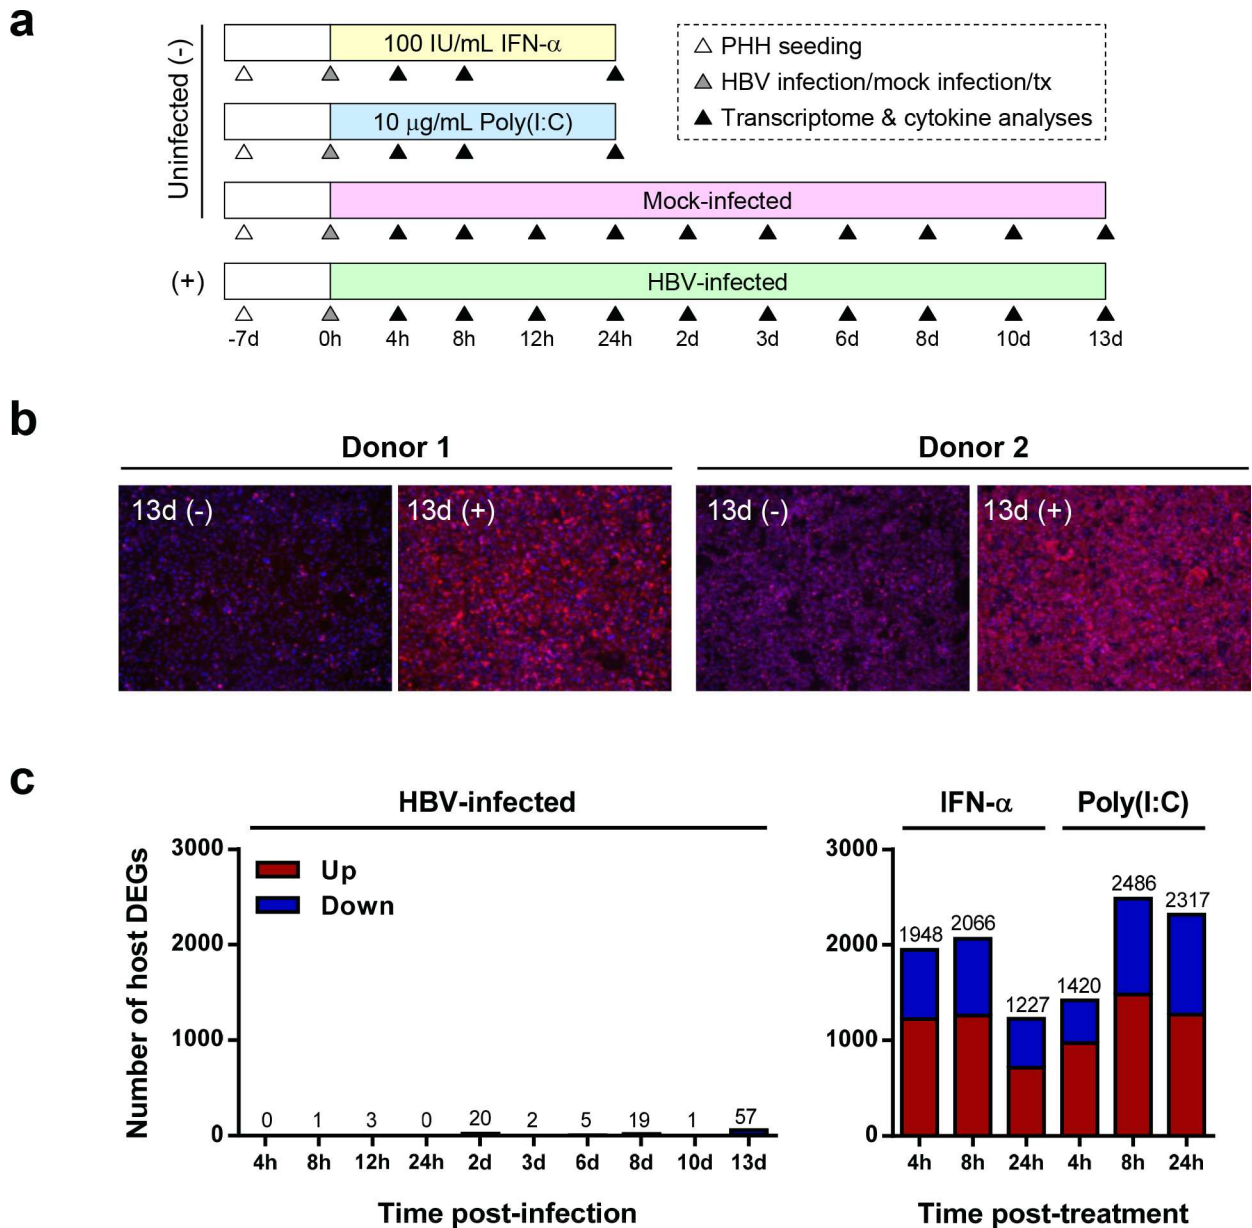 a
Uninfected (-)
100 IU/mL IFN-α
10 μg/mL Poly(I:C)
Mock-infected
(+)
HBV-infected
-7d 0h 4h 8h 12h 24h 2d 3d 6d 8d 10d 13d
PHH seeding
HBV infection/mock infection/tx
Transcriptome & cytokine analyses
b
Donor 1
Donor 2
13d (-)
13d (+)
13d (-)
13d (+)
c
HBV-infected
Number of host DEGs
3000
2000
1000
0
Up
Down
0 1 3 0 20 2 5 19 1 57
4h 8h 12h 24h 2d 3d 6d 8d 10d 13d
Time post-infection
IFN-α
Poly(I:C)
3000
2000
1000
0
1948 2066 1227 1420 2486 2317
4h 8h 24h 4h 8h 24h
Time post-treatment